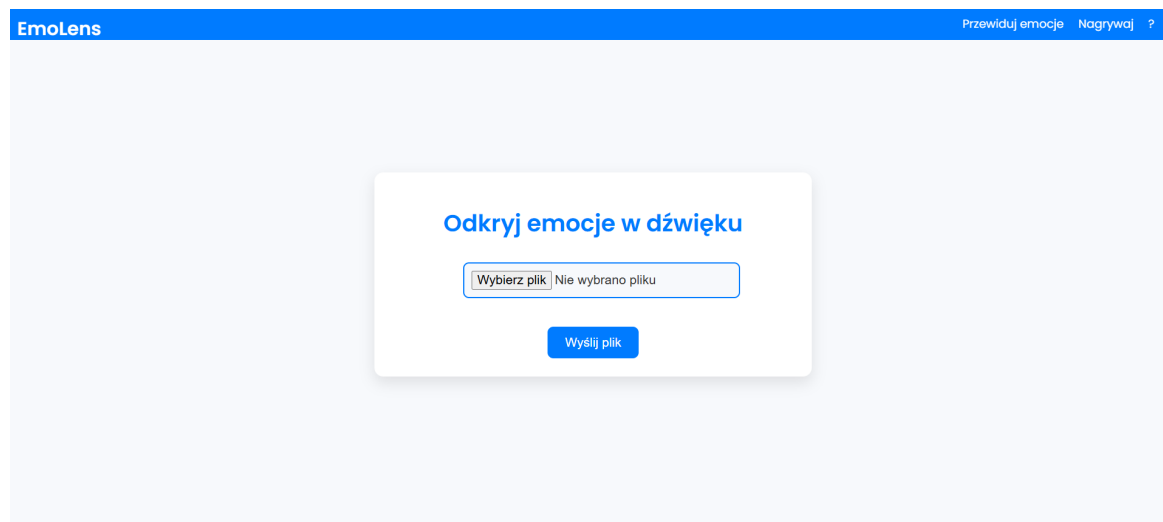 EmoLens
Przewiduj emocje Nagrywaj ?
Odkryj emocje w dźwięku
Wybierz plik Nie wybrano pliku
Wyślij plik